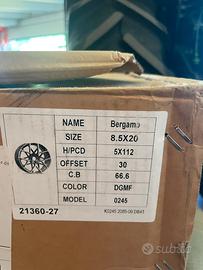 NAME Bergamo
SIZE 8.5X20
H/PCD 5X112
OFFSET 30
C.B 66.6
COLOR DGMF
21360-27 MODEL 0245
subito